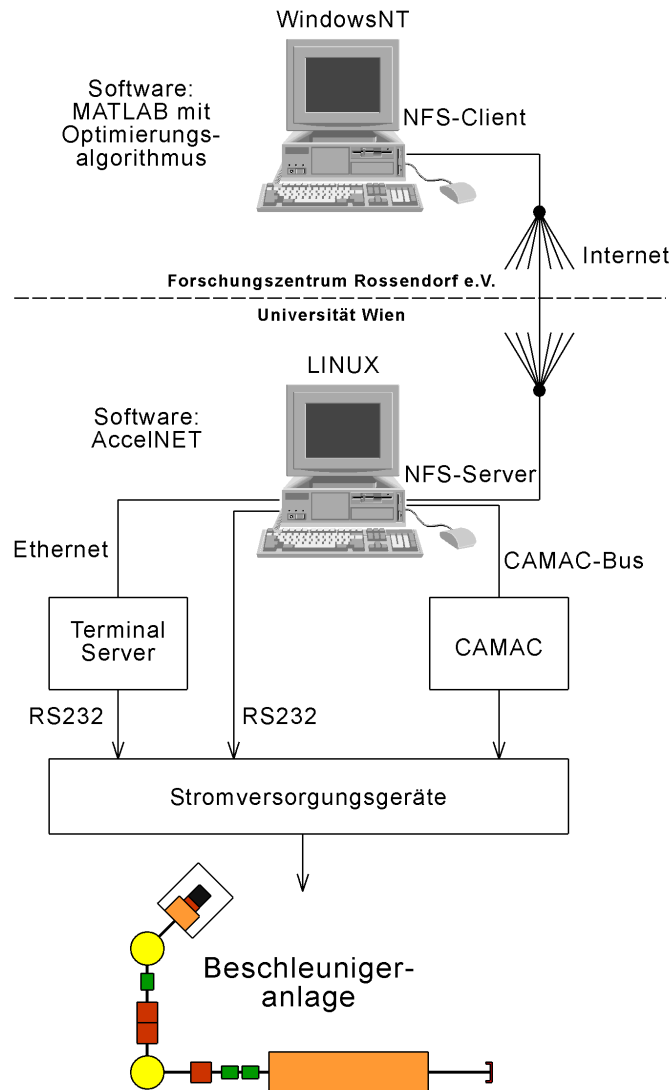 WindowsNT
Software:
MATLAB mit
Optimierungs-
algorithmus
NFS-Client
Internet
Forschungszentrum Rossendorf e.V.
Universität Wien
LINUX
Software:
AccelNET
NFS-Server
Ethernet
CAMAC-Bus
Terminal
Server
CAMAC
RS232
RS232
Stromversorgungsgeräte
Beschleuniger-
anlage